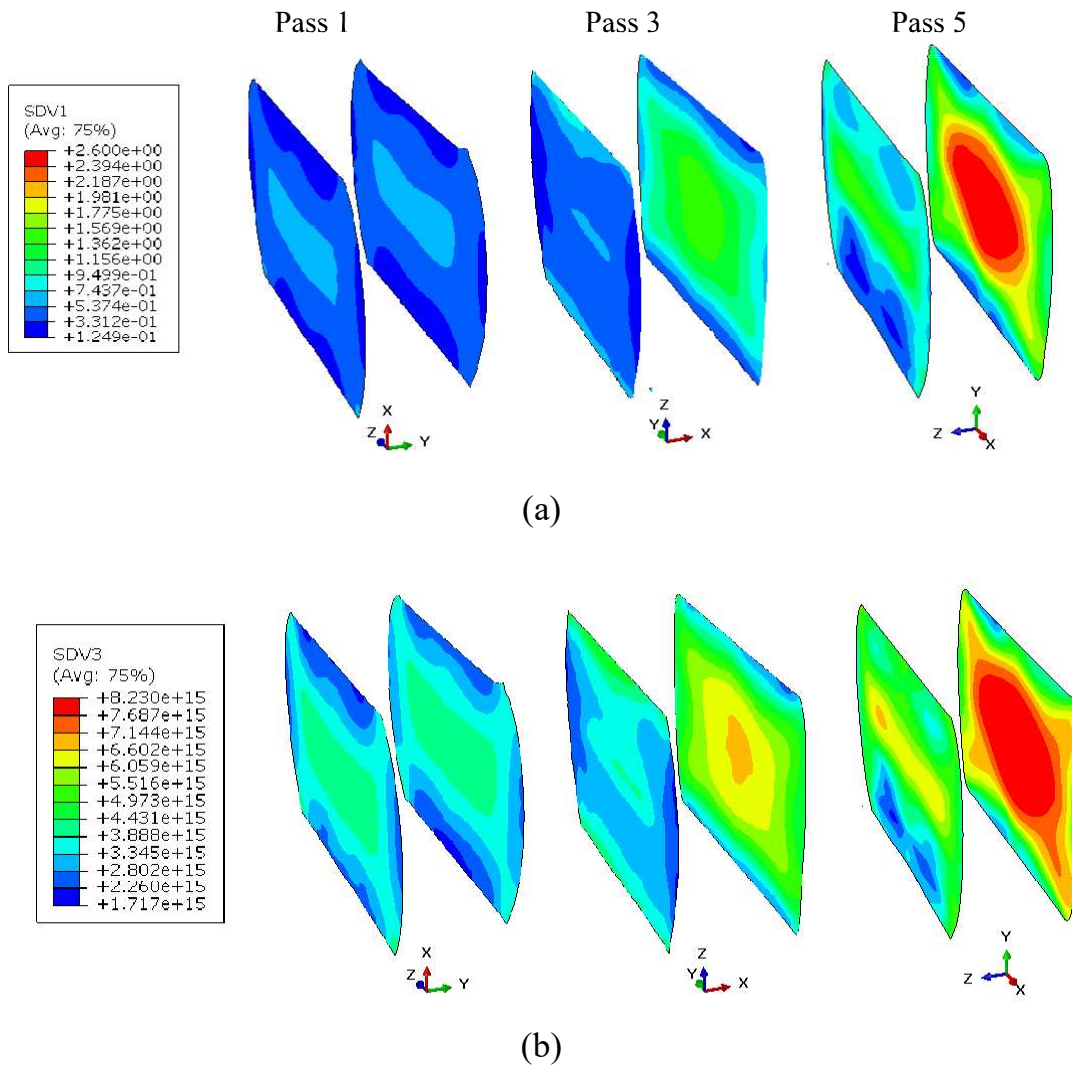 Pass 1 Pass 3 Pass 5
SDV1
(Avg: 75%)
+2.600e+00
+2.394e+00
+2.187e+00
+1.981e+00
+1.775e+00
+1.569e+00
+1.362e+00
+1.156e+00
+9.499e-01
+7.437e-01
+5.374e-01
+3.312e-01
+1.249e-01
X
Z Y
Z
Y X
Y
Z X
(a)
SDV3
(Avg: 75%)
+8.230e+15
+7.687e+15
+7.144e+15
+6.602e+15
+6.059e+15
+5.516e+15
+4.973e+15
+4.431e+15
+3.888e+15
+3.345e+15
+2.802e+15
+2.260e+15
+1.717e+15
X
Z Y
Z
Y X
Y
Z X
(b)